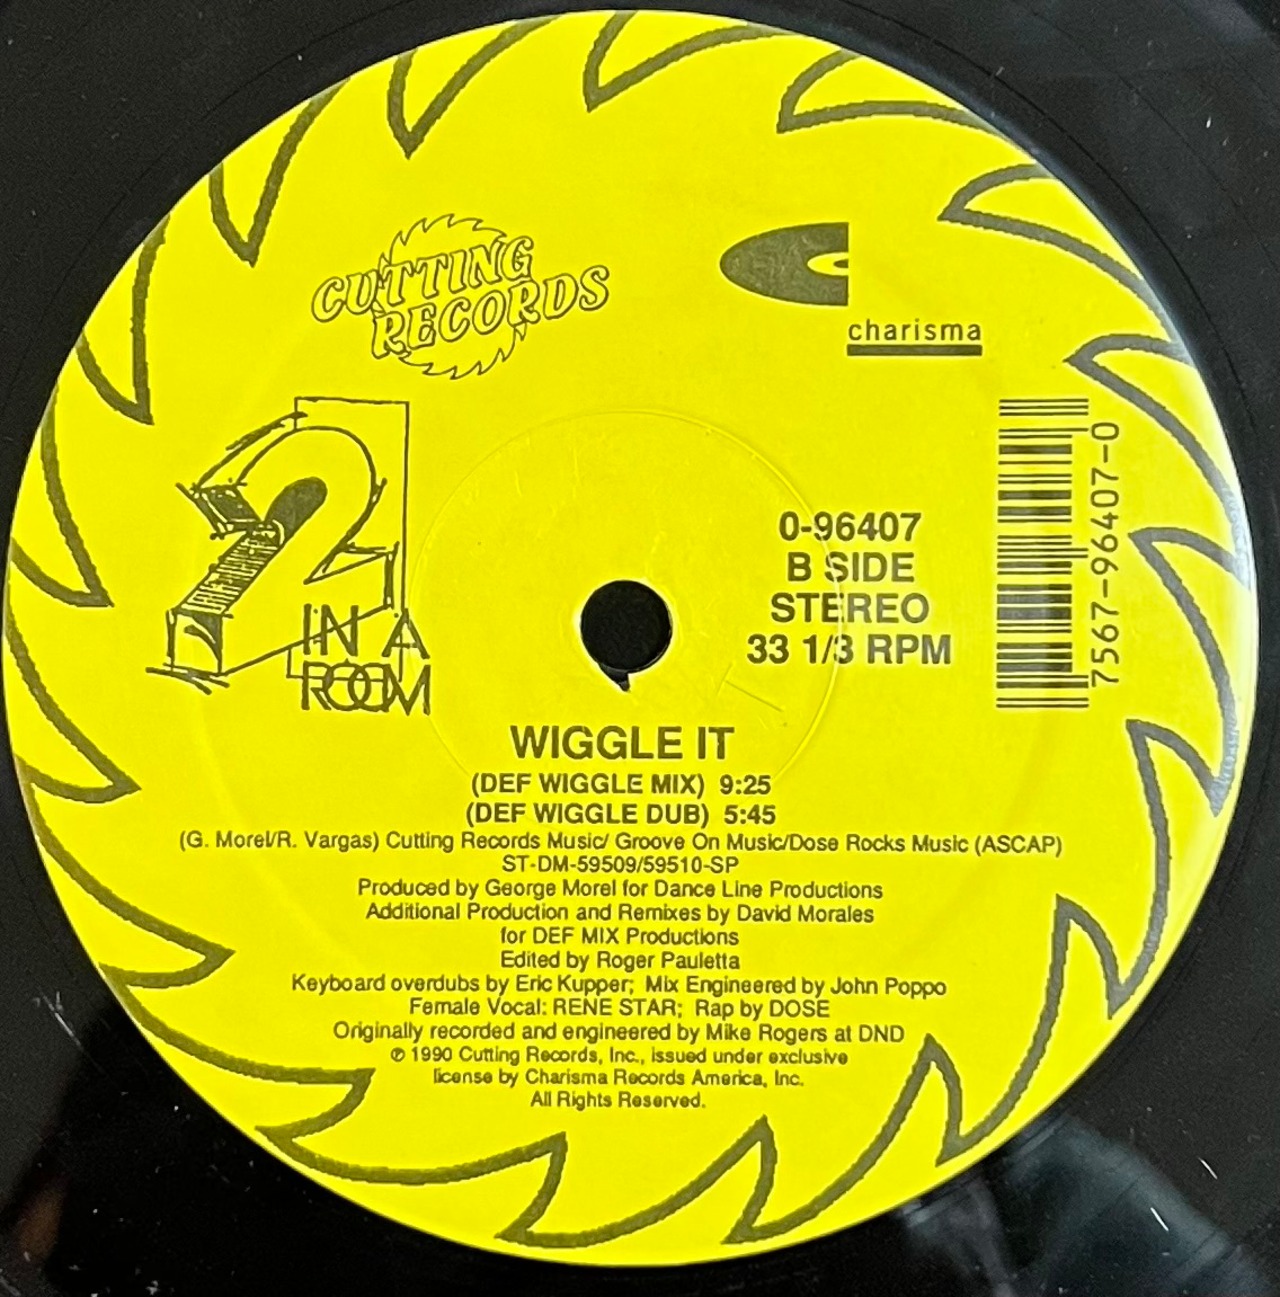 CUTTING
RECORDS
charisma
2
IN A
ROOM
0-96407
B SIDE
STEREO
33 1/3 RPM
7567-96407-0
WIGGLE IT
(DEF WIGGLE MIX) 9:25
(DEF WIGGLE DUB) 5:45
(G. Morel/R. Vargas) Cutting Records Music/ Groove On Music/Dose Rocks Music (ASCAP)
ST-DM-59509/59510-SP
Produced by George Morel for Dance Line Productions
Additional Production and Remixes by David Morales
for DEF MIX Productions
Edited by Roger Pauletta
Keyboard overdubs by Eric Kupper; Mix Engineered by John Poppo
Female Vocal: RENE STAR; Rap by DOSE
Originally recorded and engineered by Mike Rogers at DND
℗ 1990 Cutting Records, Inc., issued under exclusive
license by Charisma Records America, Inc.
All Rights Reserved.